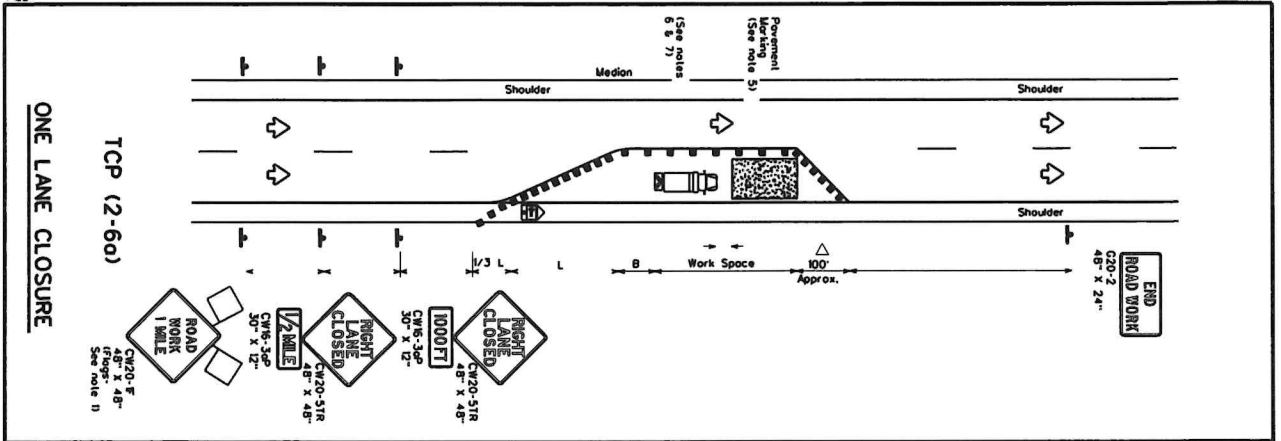 ONE LANE CLOSURE
TCP (2-6a)
Median
Shoulder
Shoulder
Shoulder
Pavement
Marking
(See note 5)
(See notes
6 & 7)
1/3 L
L
B
Work Space
100'
Approx.
END
ROAD WORK
G20-2
48" X 24"
RIGHT
LANE
CLOSED
1000 FT
CW20-5TR
48" X 48"
CW16-3aP
30" X 12"
RIGHT
LANE
CLOSED
1/2 MILE
CW20-5TR
48" X 48"
CW16-3aP
30" X 12"
ROAD
WORK
1 MILE
CW20-1F
48" X 48"
(Flags-
See note 1)